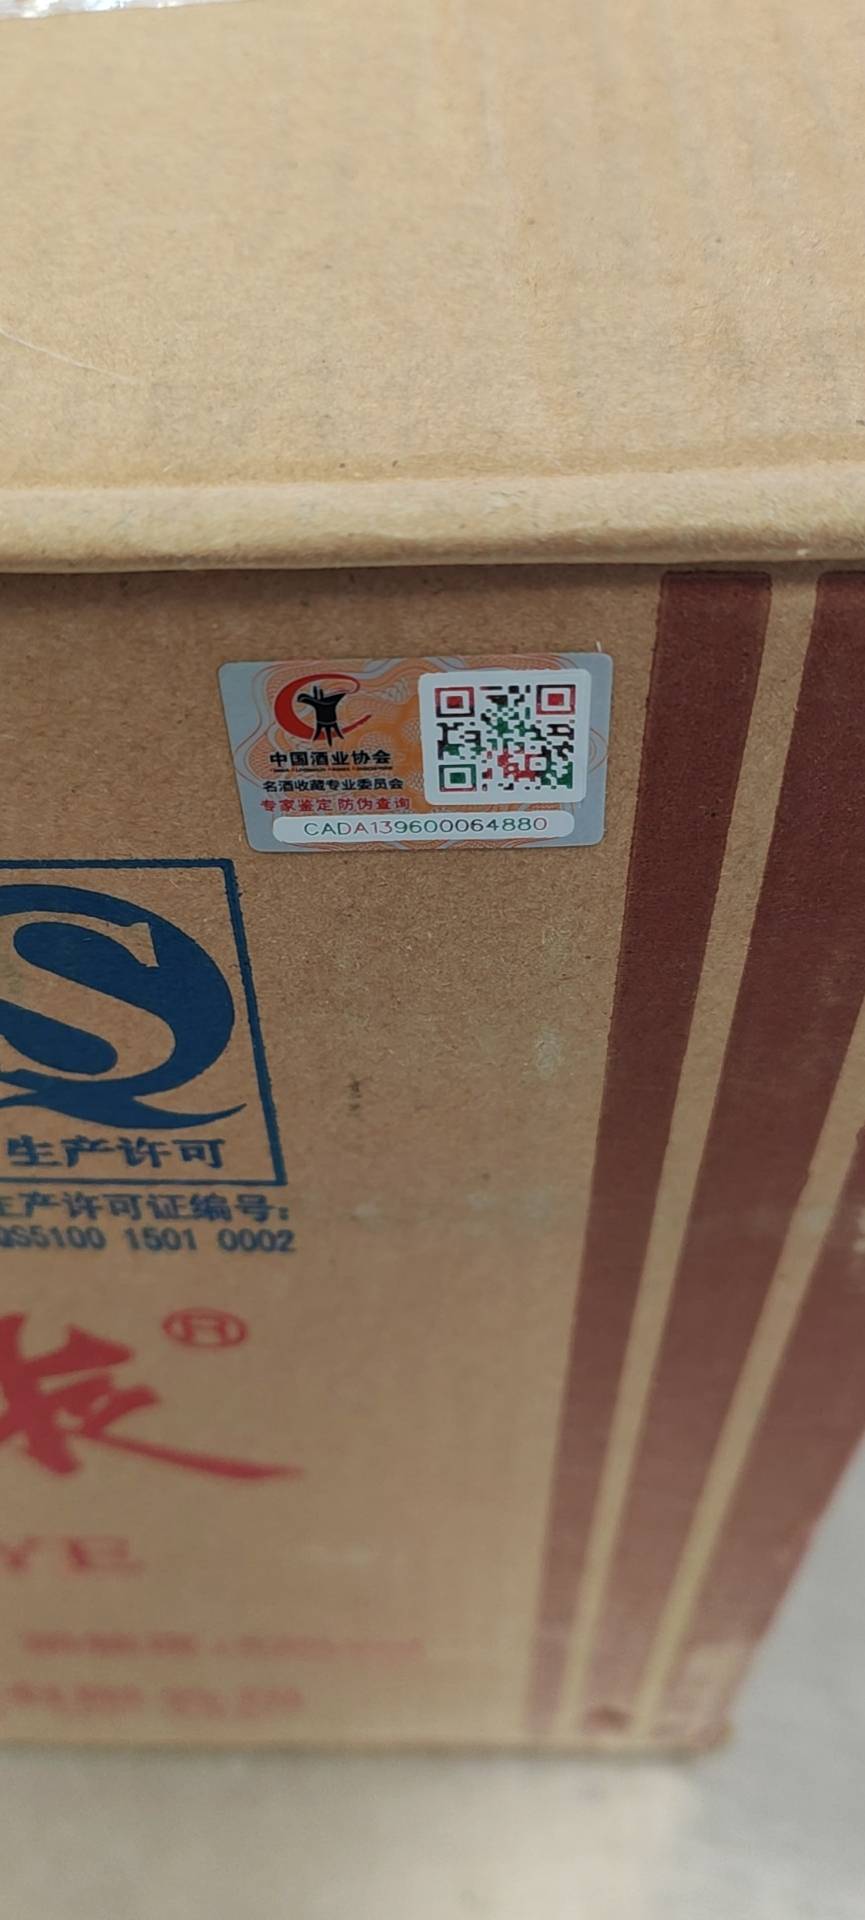 中国酒业协会
名酒收藏专业委员会
专家鉴定 防伪查询
CADA139600064880
生产许可
生产许可证编号:
QS5100 1501 0002
液®
YE